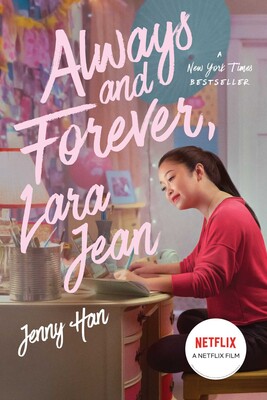 Always
and
Forever,
Lara
Jean
A
New York Times
BESTSELLER
Jenny Han
NETFLIX
A NETFLIX FILM